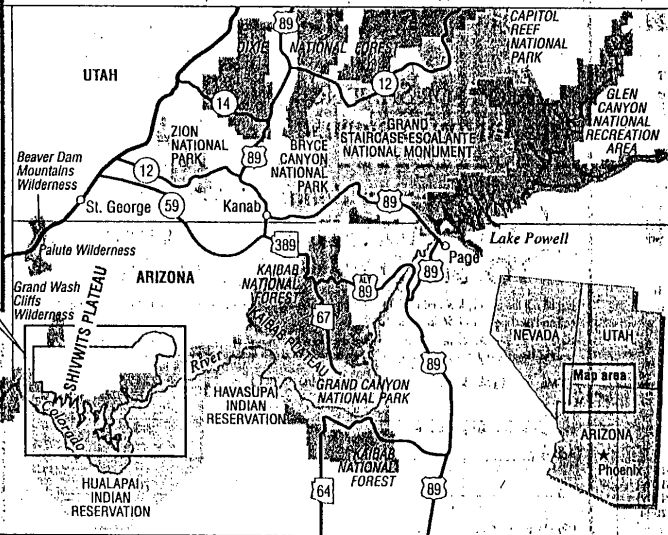 89
CAPITOL
REEF
NATIONAL
PARK
DIXIE NATIONAL FOREST
UTAH
14
12
GLEN
CANYON
NATIONAL
RECREATION
AREA
GRAND
STAIRCASE-ESCALANTE
NATIONAL MONUMENT
ZION
NATIONAL
PARK
89
BRYCE
CANYON
NATIONAL
PARK
Beaver Dam
Mountains
Wilderness
12
St. George
59
Kanab
89
Lake Powell
Page
Paiute Wilderness
389
ARIZONA
89
KAIBAB
NATIONAL
FOREST
ALT
89
Grand Wash
Cliffs
Wilderness
SHIVWITS PLATEAU
67
KAIBAB PLATEAU
NEVADA
UTAH
Map area
River
89
GRAND CANYON
NATIONAL PARK
HAVASUPAI
INDIAN
RESERVATION
Colorado
ARIZONA
Phoenix
KAIBAB
NATIONAL
FOREST
HUALAPAI
INDIAN
RESERVATION
64
89